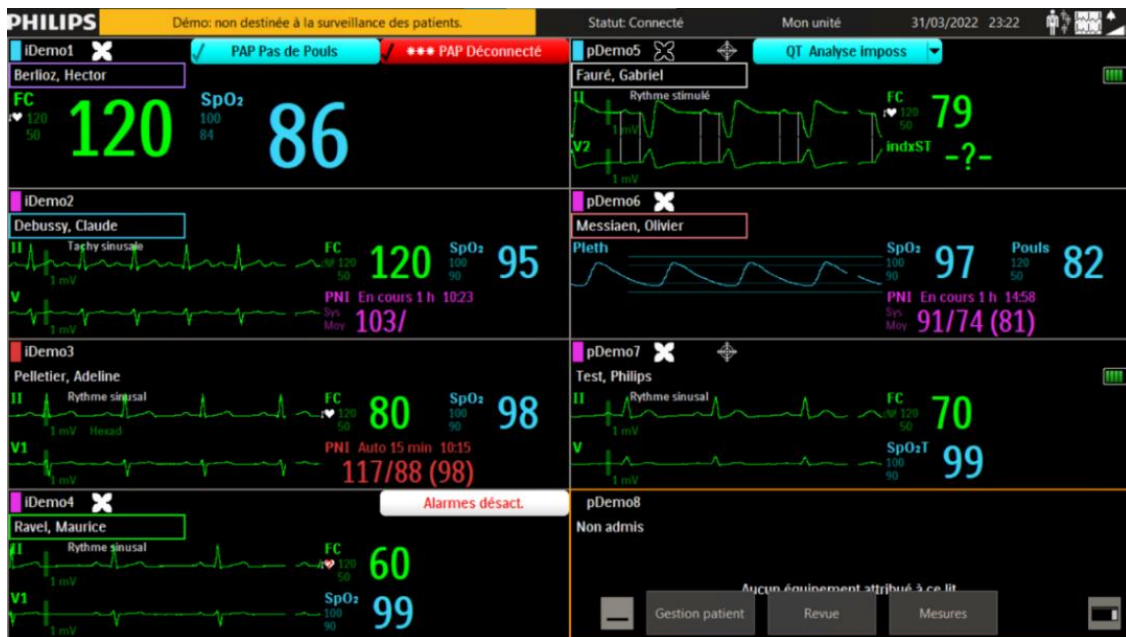 PHILIPS
Démo: non destinée à la surveillance des patients.
Statut: Connecté
Mon unité
31/03/2022 23:22
iDemo1
PAP Pas de Pouls
*** PAP Déconnecté
Berlioz, Hector
FC
120
50
120
SpO₂
100
84
86
pDemo5
QT Analyse imposs
Fauré, Gabriel
II
Rythme stimulé
1 mV
FC
120
50
79
V2
1 mV
indxST
-?-
iDemo2
Debussy, Claude
II
Tachy sinusale
1 mV
FC
120
50
120
SpO₂
100
90
95
V
1 mV
PNI En cours 1 h 10:23
Sys
Moy
103/
pDemo6
Messiaen, Olivier
Pleth
SpO₂
100
90
97
Pouls
120
50
82
PNI En cours 1 h 14:58
Sys
Moy
91/74 (81)
iDemo3
Pelletier, Adeline
II
Rythme sinusal
1 mV Hexad
FC
120
50
80
SpO₂
100
90
98
V1
1 mV
PNI Auto 15 min 10:15
117/88 (98)
pDemo7
Test, Philips
II
Rythme sinusal
1 mV
FC
120
50
70
V
1 mV
SpO₂T
100
90
99
iDemo4
Alarmes désact.
Ravel, Maurice
II
Rythme sinusal
1 mV
FC
120
50
60
V1
1 mV
SpO₂
100
90
99
pDemo8
Non admis
Aucun équipement attribué à ce lit
Gestion patient
Revue
Mesures